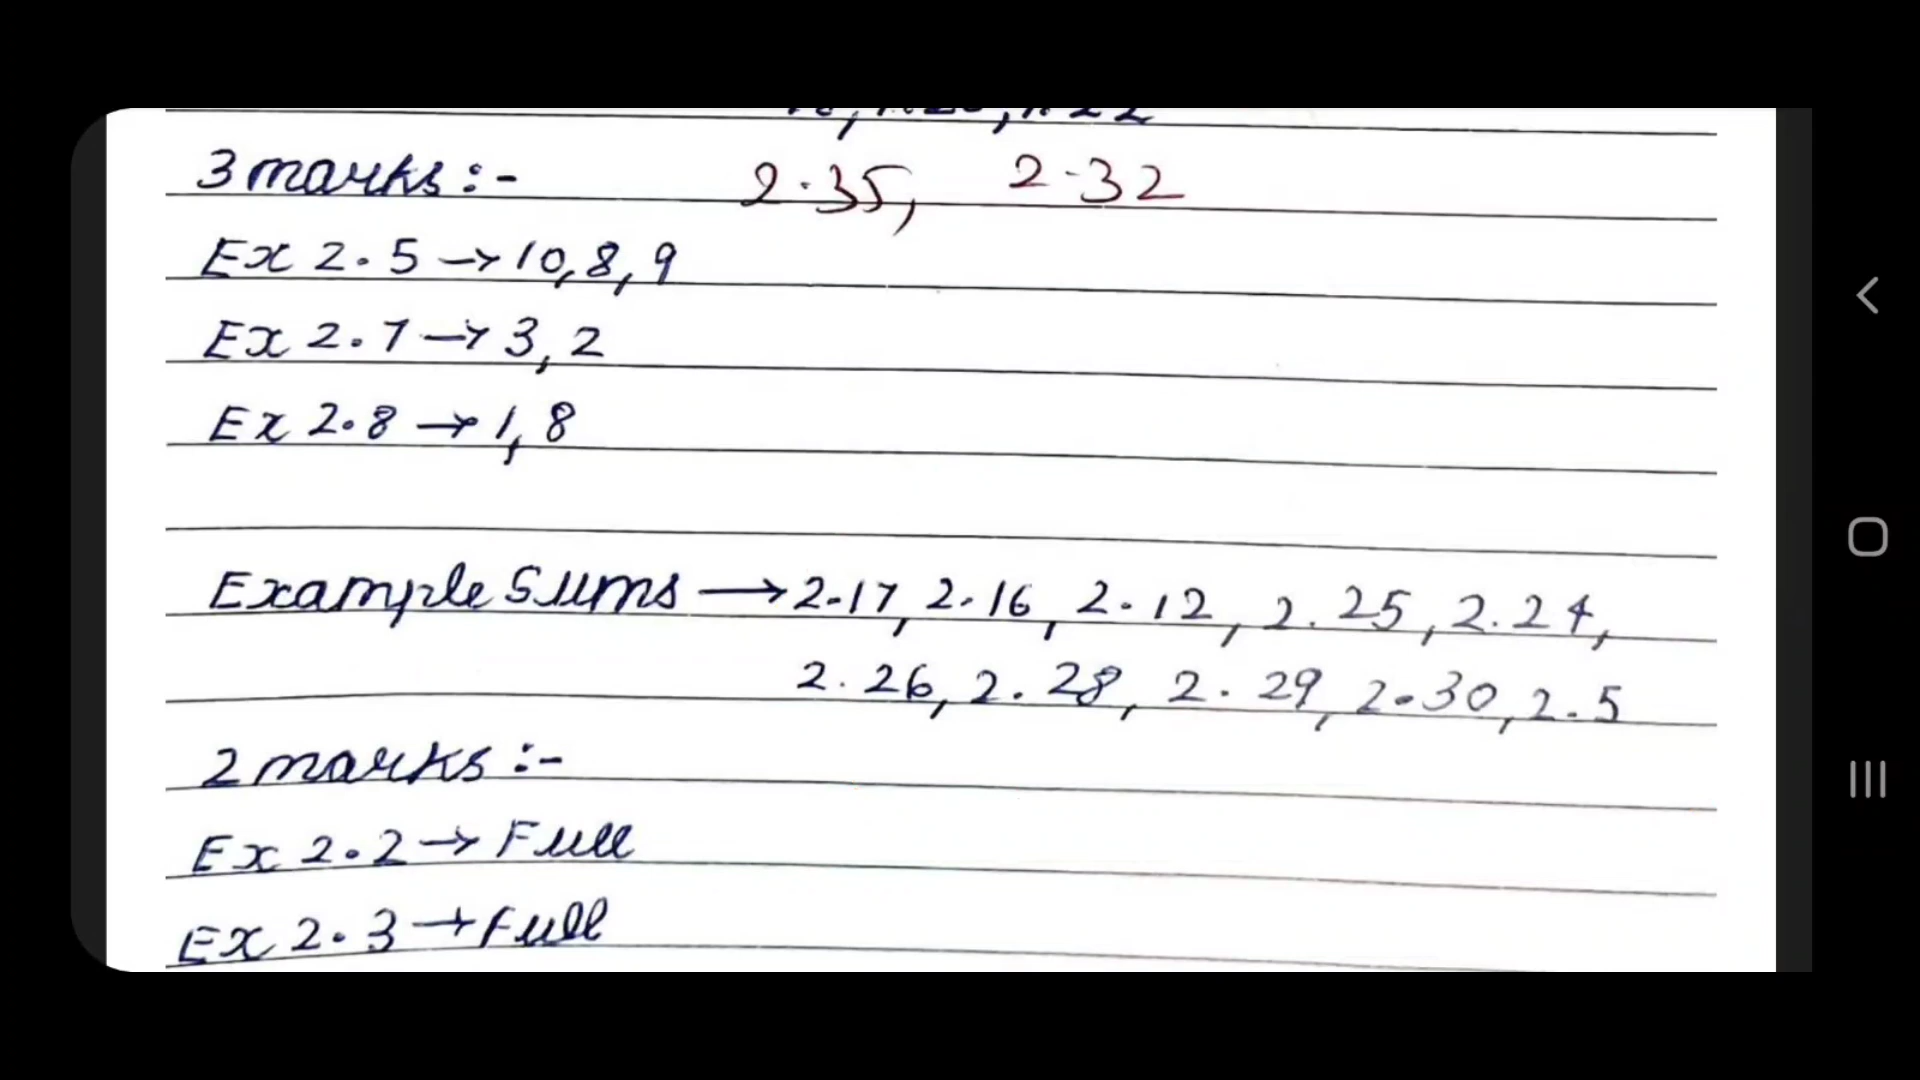 3 marks :- 2.35, 2.32
Ex 2.5 → 10, 8, 9
Ex 2.7 → 3, 2
Ex 2.8 → 1, 8
Example Sums → 2.17, 2.16, 2.12, 2.25, 2.24,
2.26, 2.28, 2.29, 2.30, 2.5
2 marks :-
Ex 2.2 → Full
Ex 2.3 → Full